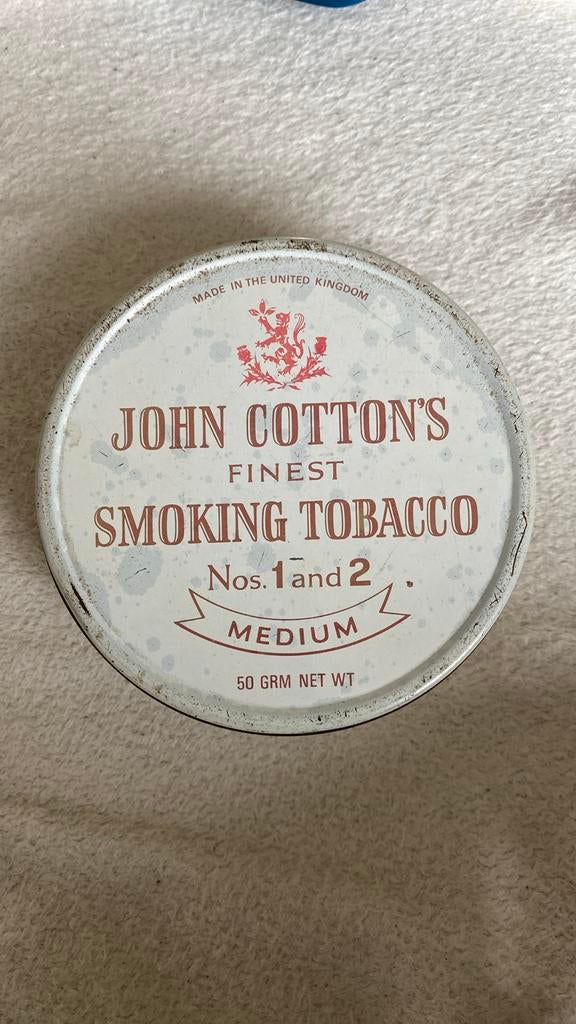 MADE IN THE UNITED KINGDOM
JOHN COTTON'S
FINEST
SMOKING TOBACCO
Nos. 1 and 2
MEDIUM
50 GRM NET WT